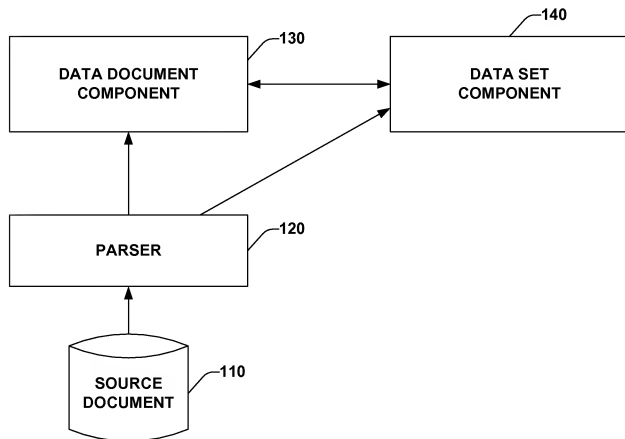 140
130
DATA DOCUMENT
COMPONENT
DATA SET
COMPONENT
PARSER
120
SOURCE
DOCUMENT
110